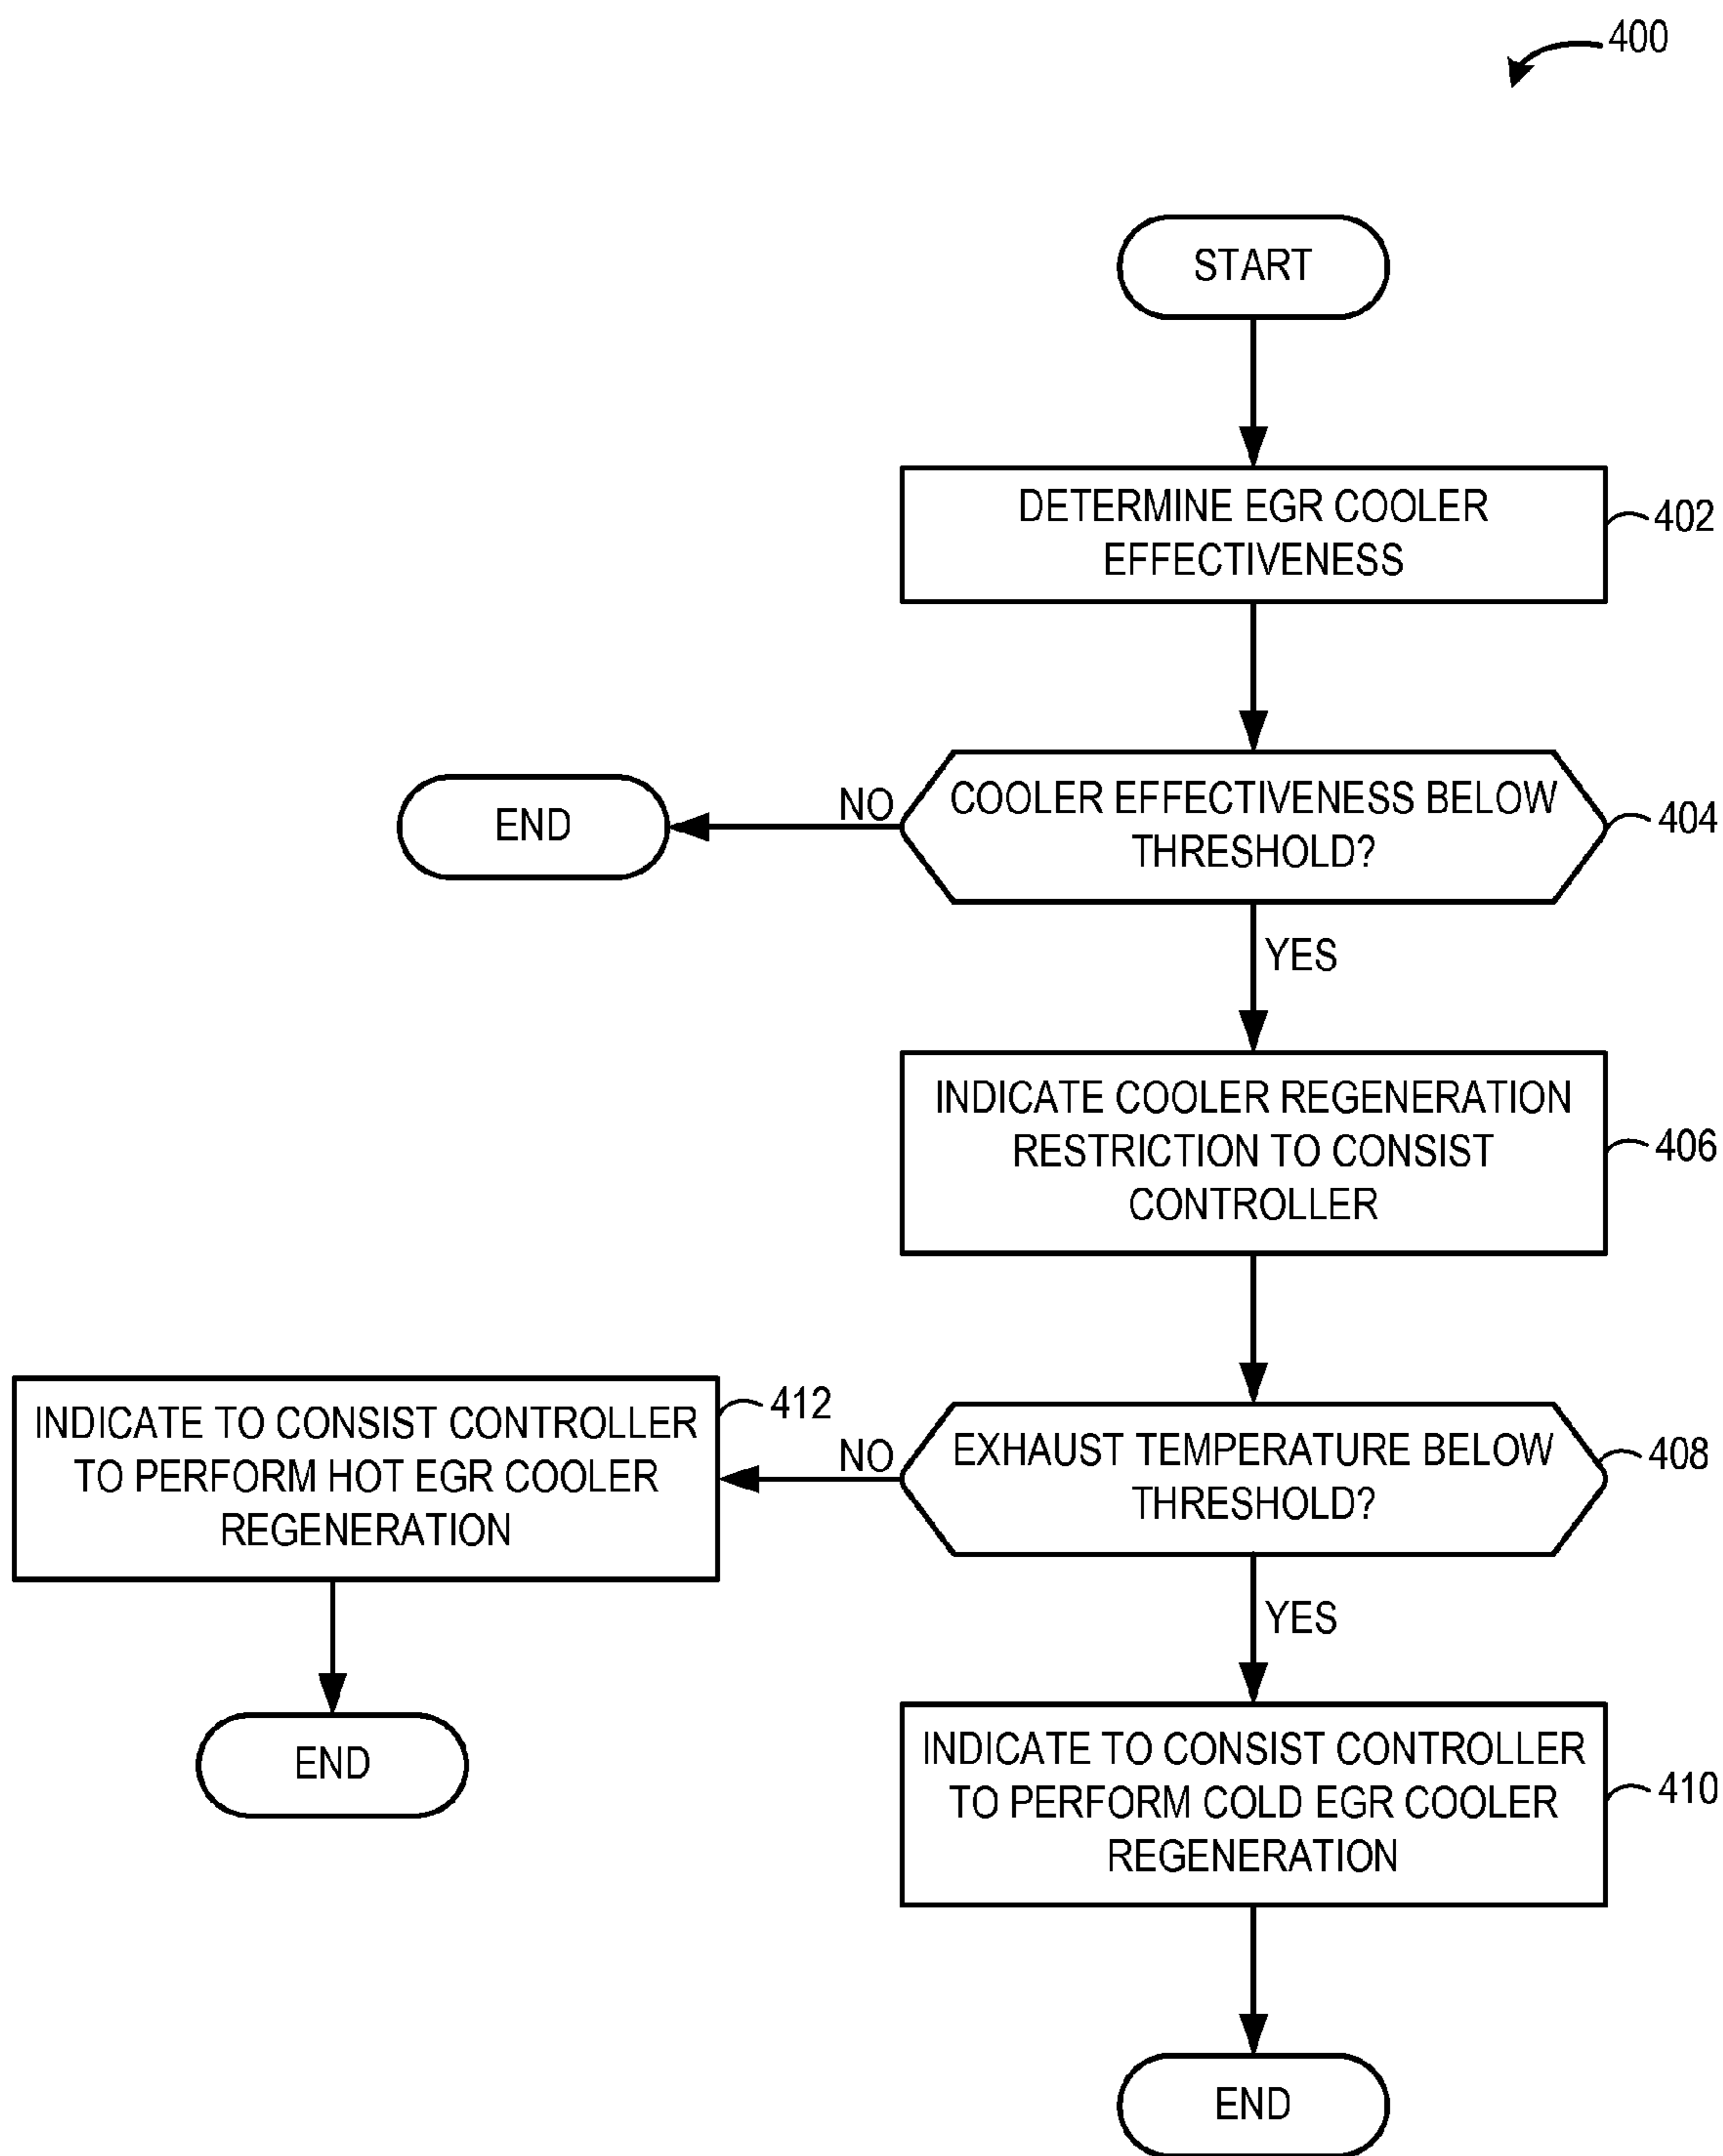 400
START
DETERMINE EGR COOLER
EFFECTIVENESS
402
COOLER EFFECTIVENESS BELOW
THRESHOLD?
404
NO
END
YES
INDICATE COOLER REGENERATION
RESTRICTION TO CONSIST
CONTROLLER
406
EXHAUST TEMPERATURE BELOW
THRESHOLD?
408
NO
INDICATE TO CONSIST CONTROLLER
TO PERFORM HOT EGR COOLER
REGENERATION
412
END
YES
INDICATE TO CONSIST CONTROLLER
TO PERFORM COLD EGR COOLER
REGENERATION
410
END